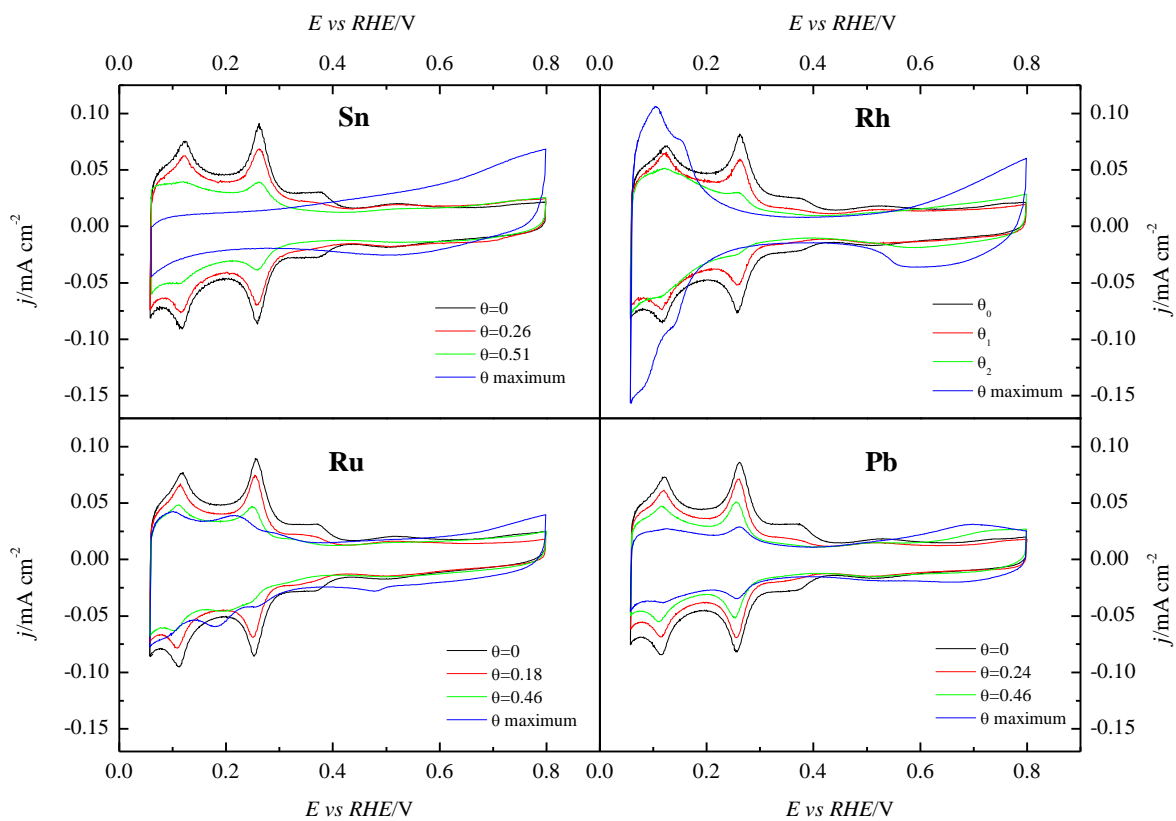 E vs RHE/V E vs RHE/V
0.0 0.2 0.4 0.6 0.8 0.0 0.2 0.4 0.6 0.8
Sn Rh
0.10 0.10
0.05 0.05
0.00 0.00
-0.05 -0.05
-0.10 -0.10
-0.15 -0.15
j/mA cm⁻² j/mA cm⁻²
θ=0 θ₀
θ=0.26 θ₁
θ=0.51 θ₂
θ maximum θ maximum
Ru Pb
0.10 0.10
0.05 0.05
0.00 0.00
-0.05 -0.05
-0.10 -0.10
-0.15 -0.15
j/mA cm⁻² j/mA cm⁻²
θ=0 θ=0
θ=0.18 θ=0.24
θ=0.46 θ=0.46
θ maximum θ maximum
0.0 0.2 0.4 0.6 0.8 0.0 0.2 0.4 0.6 0.8
E vs RHE/V E vs RHE/V